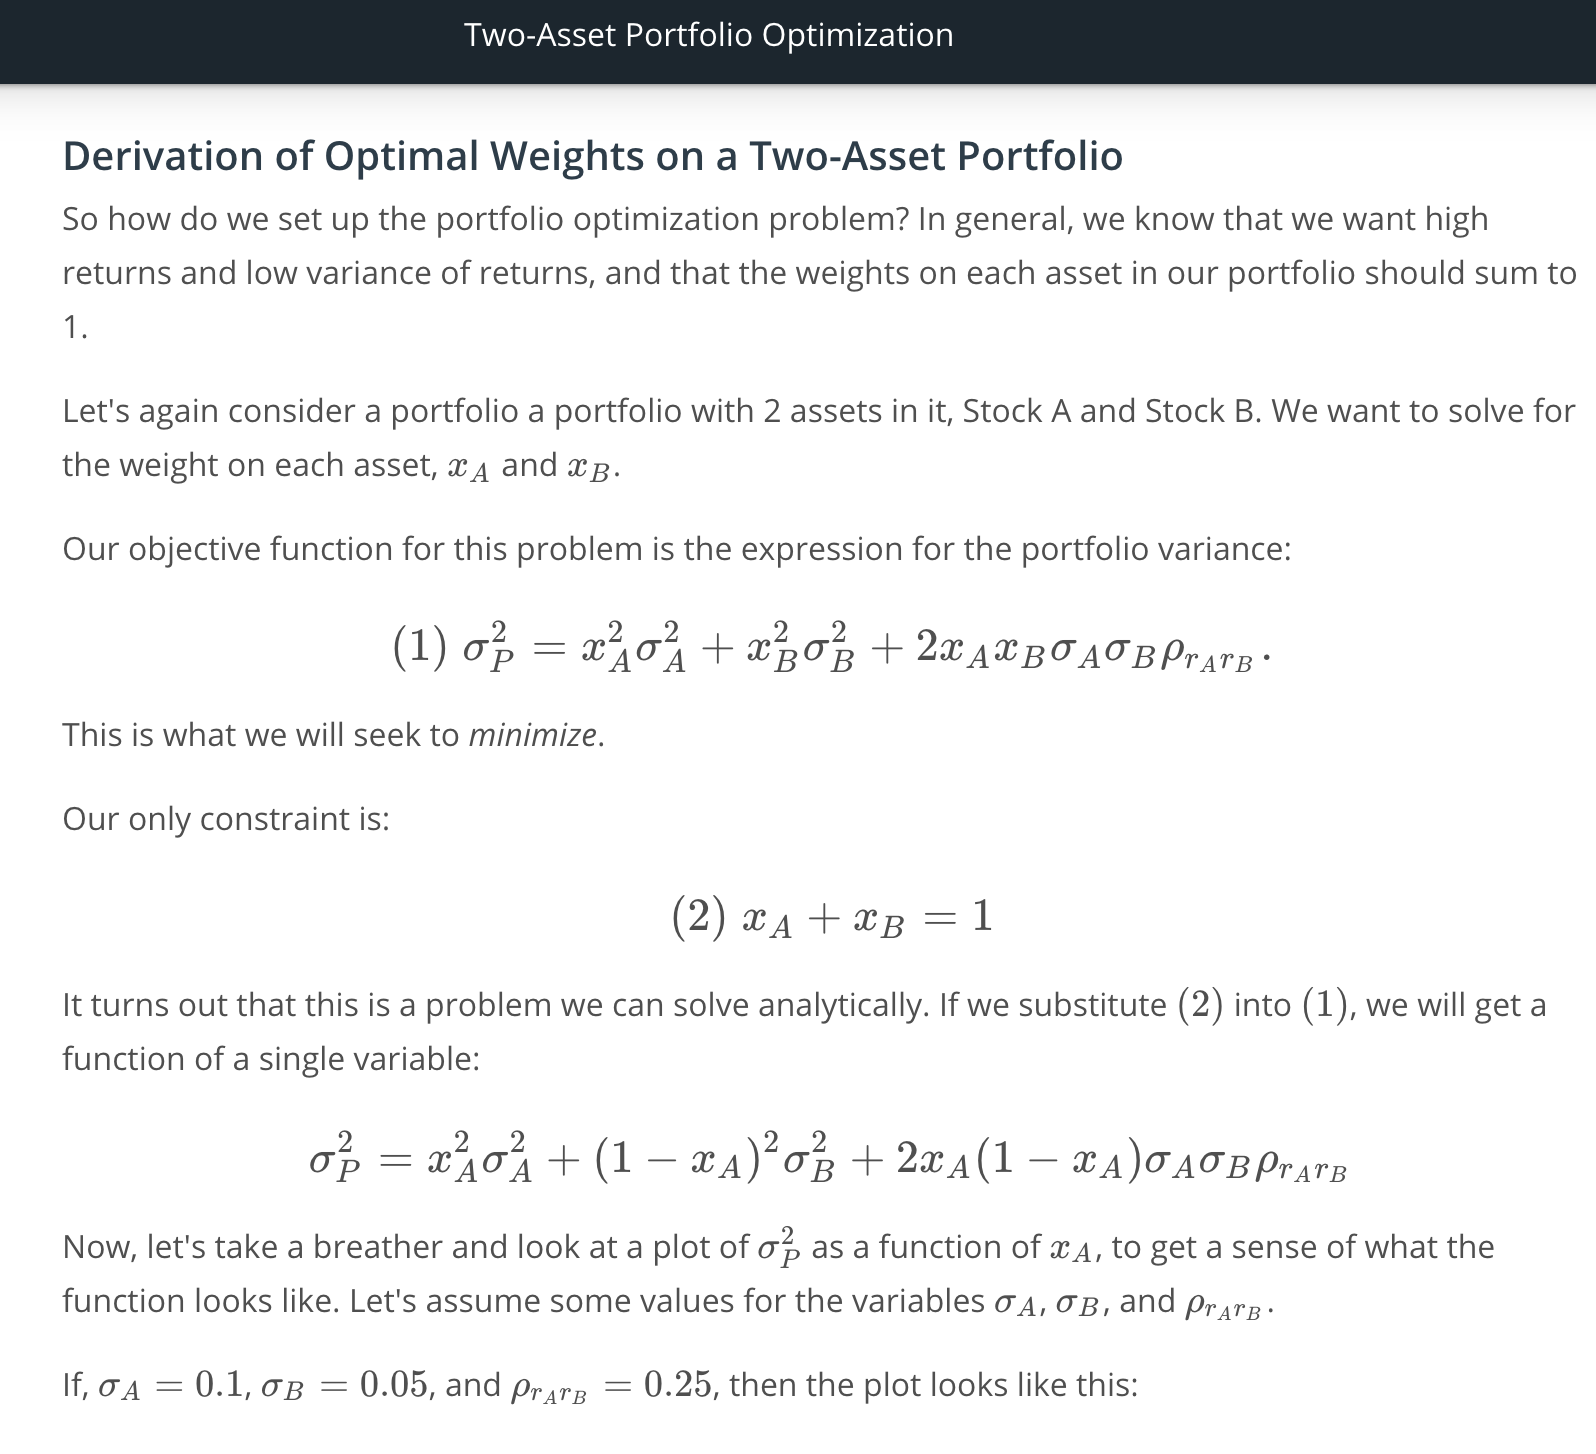 Two-Asset Portfolio Optimization
Derivation of Optimal Weights on a Two-Asset Portfolio
So how do we set up the portfolio optimization problem? In general, we know that we want high
returns and low variance of returns, and that the weights on each asset in our portfolio should sum to
1.
Let's again consider a portfolio a portfolio with 2 assets in it, Stock A and Stock B. We want to solve for
the weight on each asset, $x_A$ and $x_B$.
Our objective function for this problem is the expression for the portfolio variance:
$(1)\ \sigma_P^2 = x_A^2\sigma_A^2 + x_B^2\sigma_B^2 + 2x_Ax_B\sigma_A\sigma_B\rho_{r_Ar_B}.$
This is what we will seek to minimize.
Our only constraint is:
$(2)\ x_A + x_B = 1$
It turns out that this is a problem we can solve analytically. If we substitute $(2)$ into $(1)$, we will get a
function of a single variable:
$\sigma_P^2 = x_A^2\sigma_A^2 + (1 - x_A)^2\sigma_B^2 + 2x_A(1 - x_A)\sigma_A\sigma_B\rho_{r_Ar_B}$
Now, let's take a breather and look at a plot of $\sigma_P^2$ as a function of $x_A$, to get a sense of what the
function looks like. Let's assume some values for the variables $\sigma_A$, $\sigma_B$, and $\rho_{r_Ar_B}$.
If, $\sigma_A = 0.1$, $\sigma_B = 0.05$, and $\rho_{r_Ar_B} = 0.25$, then the plot looks like this: